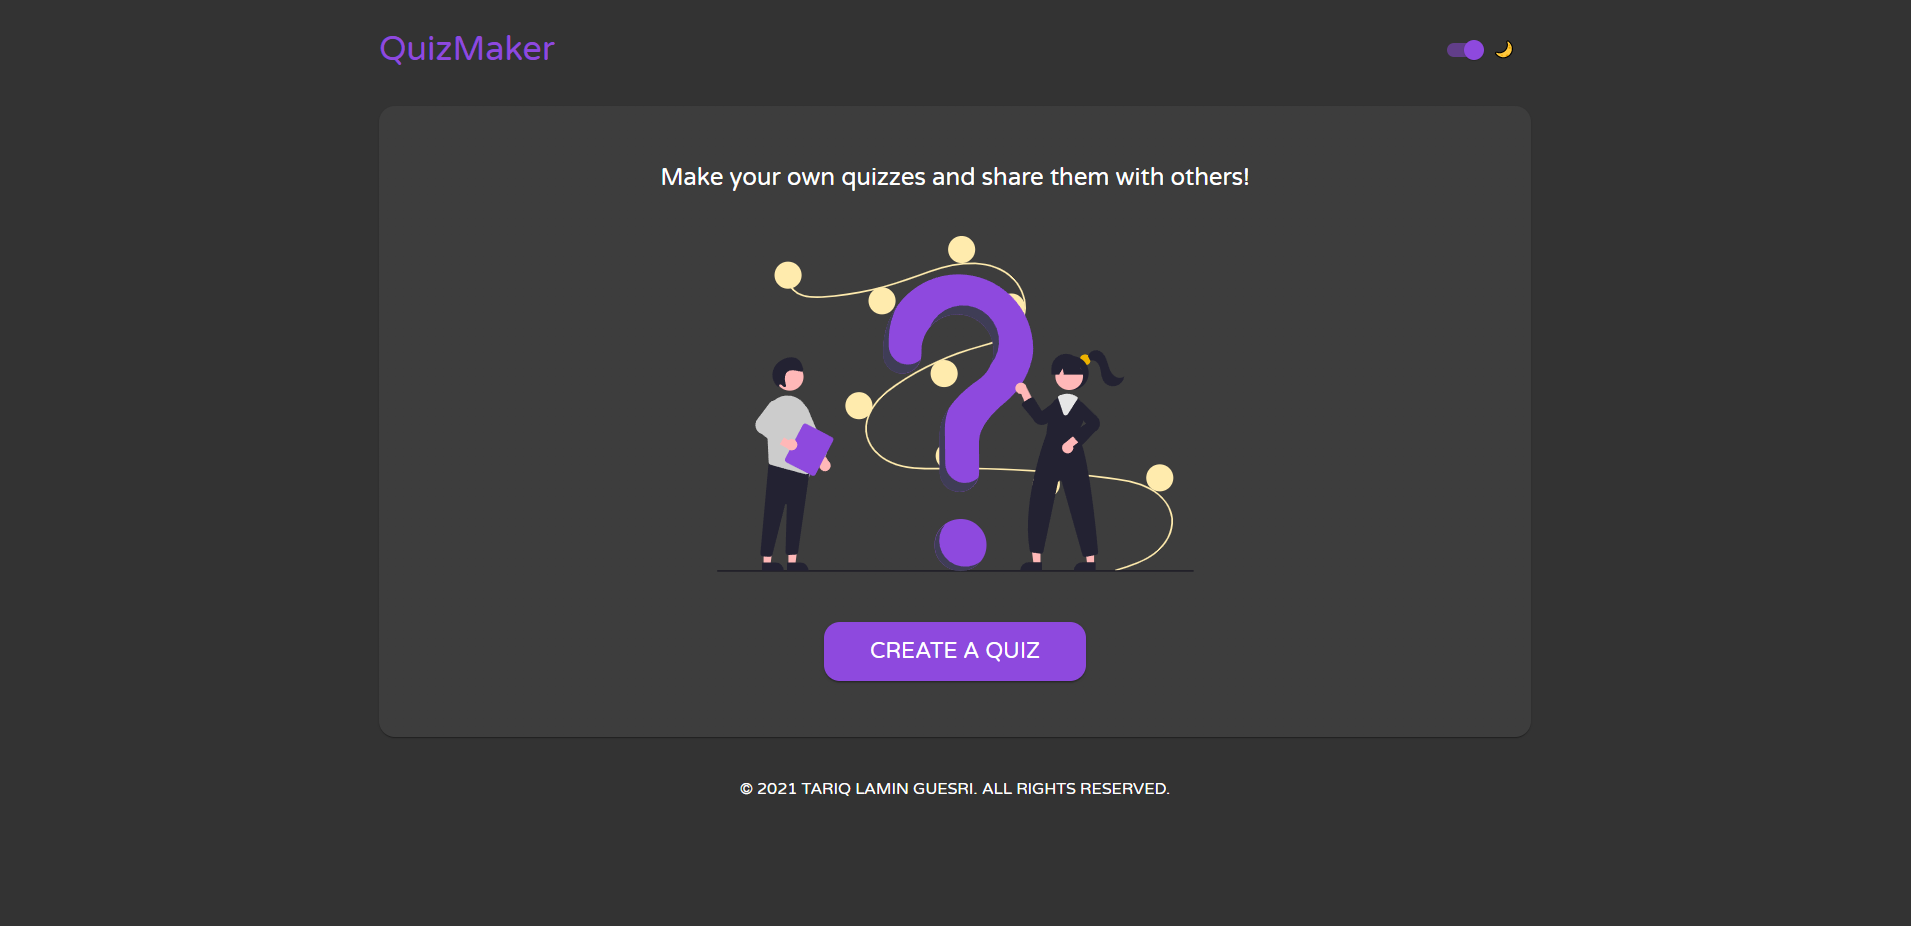 QuizMaker
Make your own quizzes and share them with others!
CREATE A QUIZ
© 2021 TARIQ LAMIN GUESRI. ALL RIGHTS RESERVED.